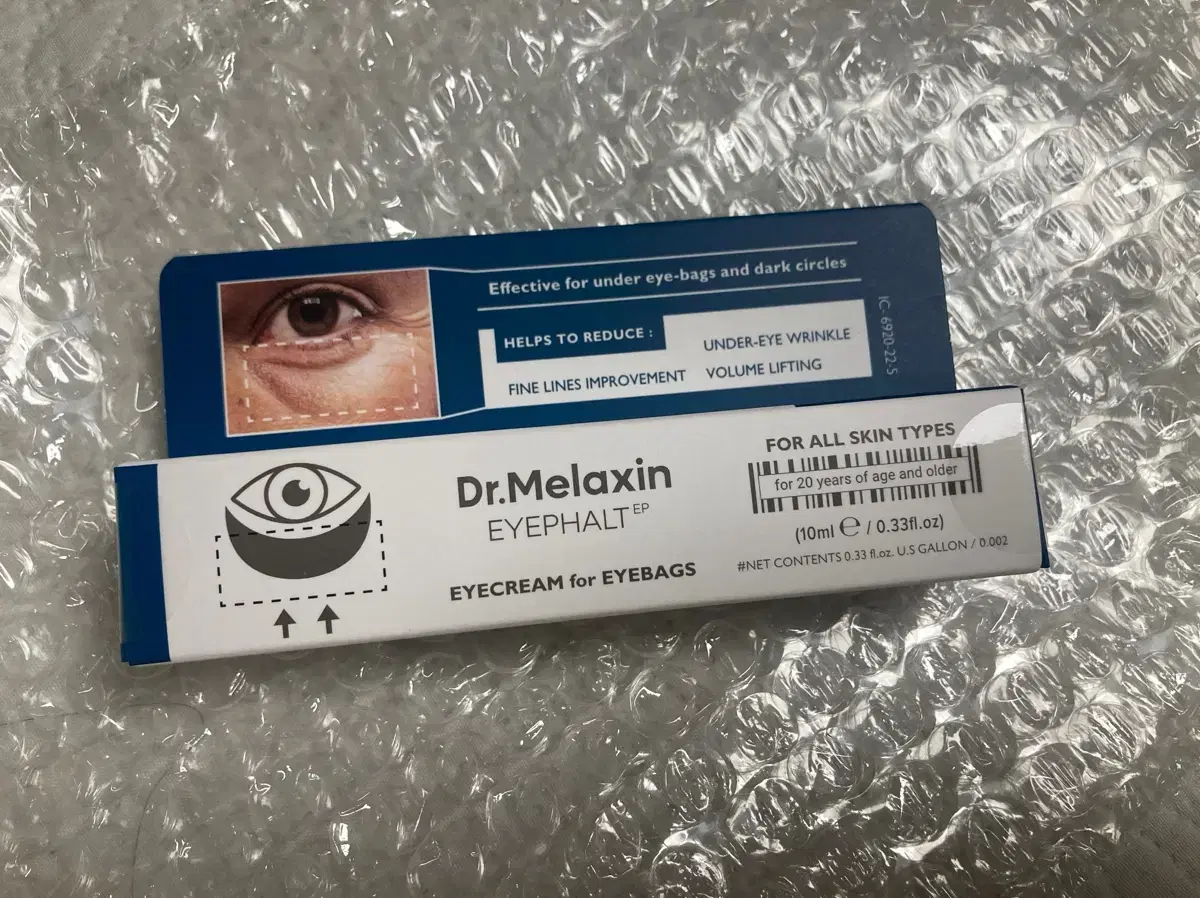 Effective for under eye-bags and dark circles
HELPS TO REDUCE :
UNDER-EYE WRINKLE
FINE LINES IMPROVEMENT
VOLUME LIFTING
IC-6920-22.5
Dr.Melaxin
EYEPHALT EP
EYECREAM for EYEBAGS
FOR ALL SKIN TYPES
for 20 years of age and older
(10ml ℮ / 0.33fl.oz)
#NET CONTENTS 0.33 fl.oz. U.S GALLON / 0.002